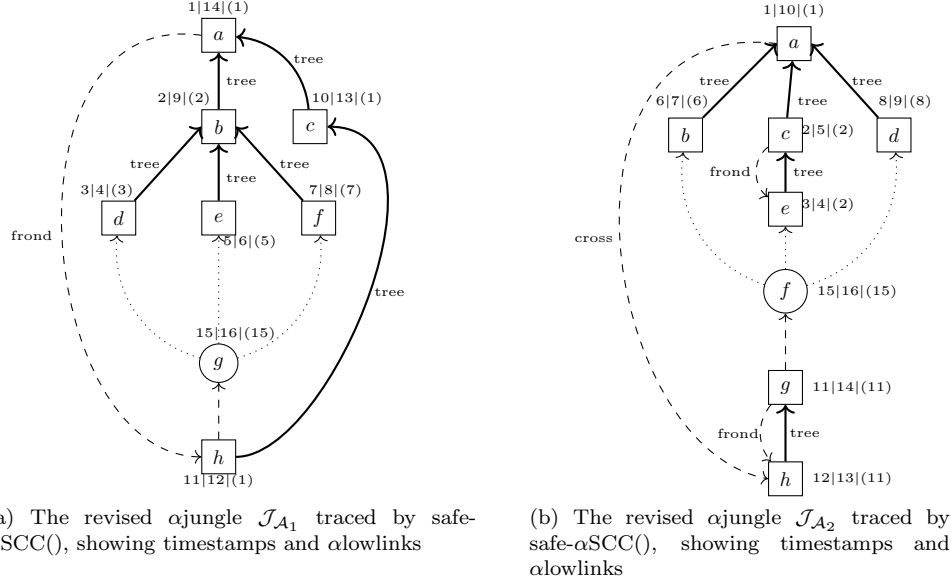 1|14|(1)
a
tree
tree
2|9|(2)
10|13|(1)
b
c
tree
tree
tree
3|4|(3)
7|8|(7)
d
e
f
5|6|(5)
frond
tree
15|16|(15)
g
h
11|12|(1)
a) The revised αjungle 𝒥𝒜1 traced by safe-
SCC(), showing timestamps and αlowlinks
1|10|(1)
a
tree
tree
tree
6|7|(6)
8|9|(8)
b
c
2|5|(2)
d
frond
tree
e
3|4|(2)
cross
f
15|16|(15)
g
11|14|(11)
frond
tree
h
12|13|(11)
(b) The revised αjungle 𝒥𝒜2 traced by
safe-αSCC(), showing timestamps and
αlowlinks